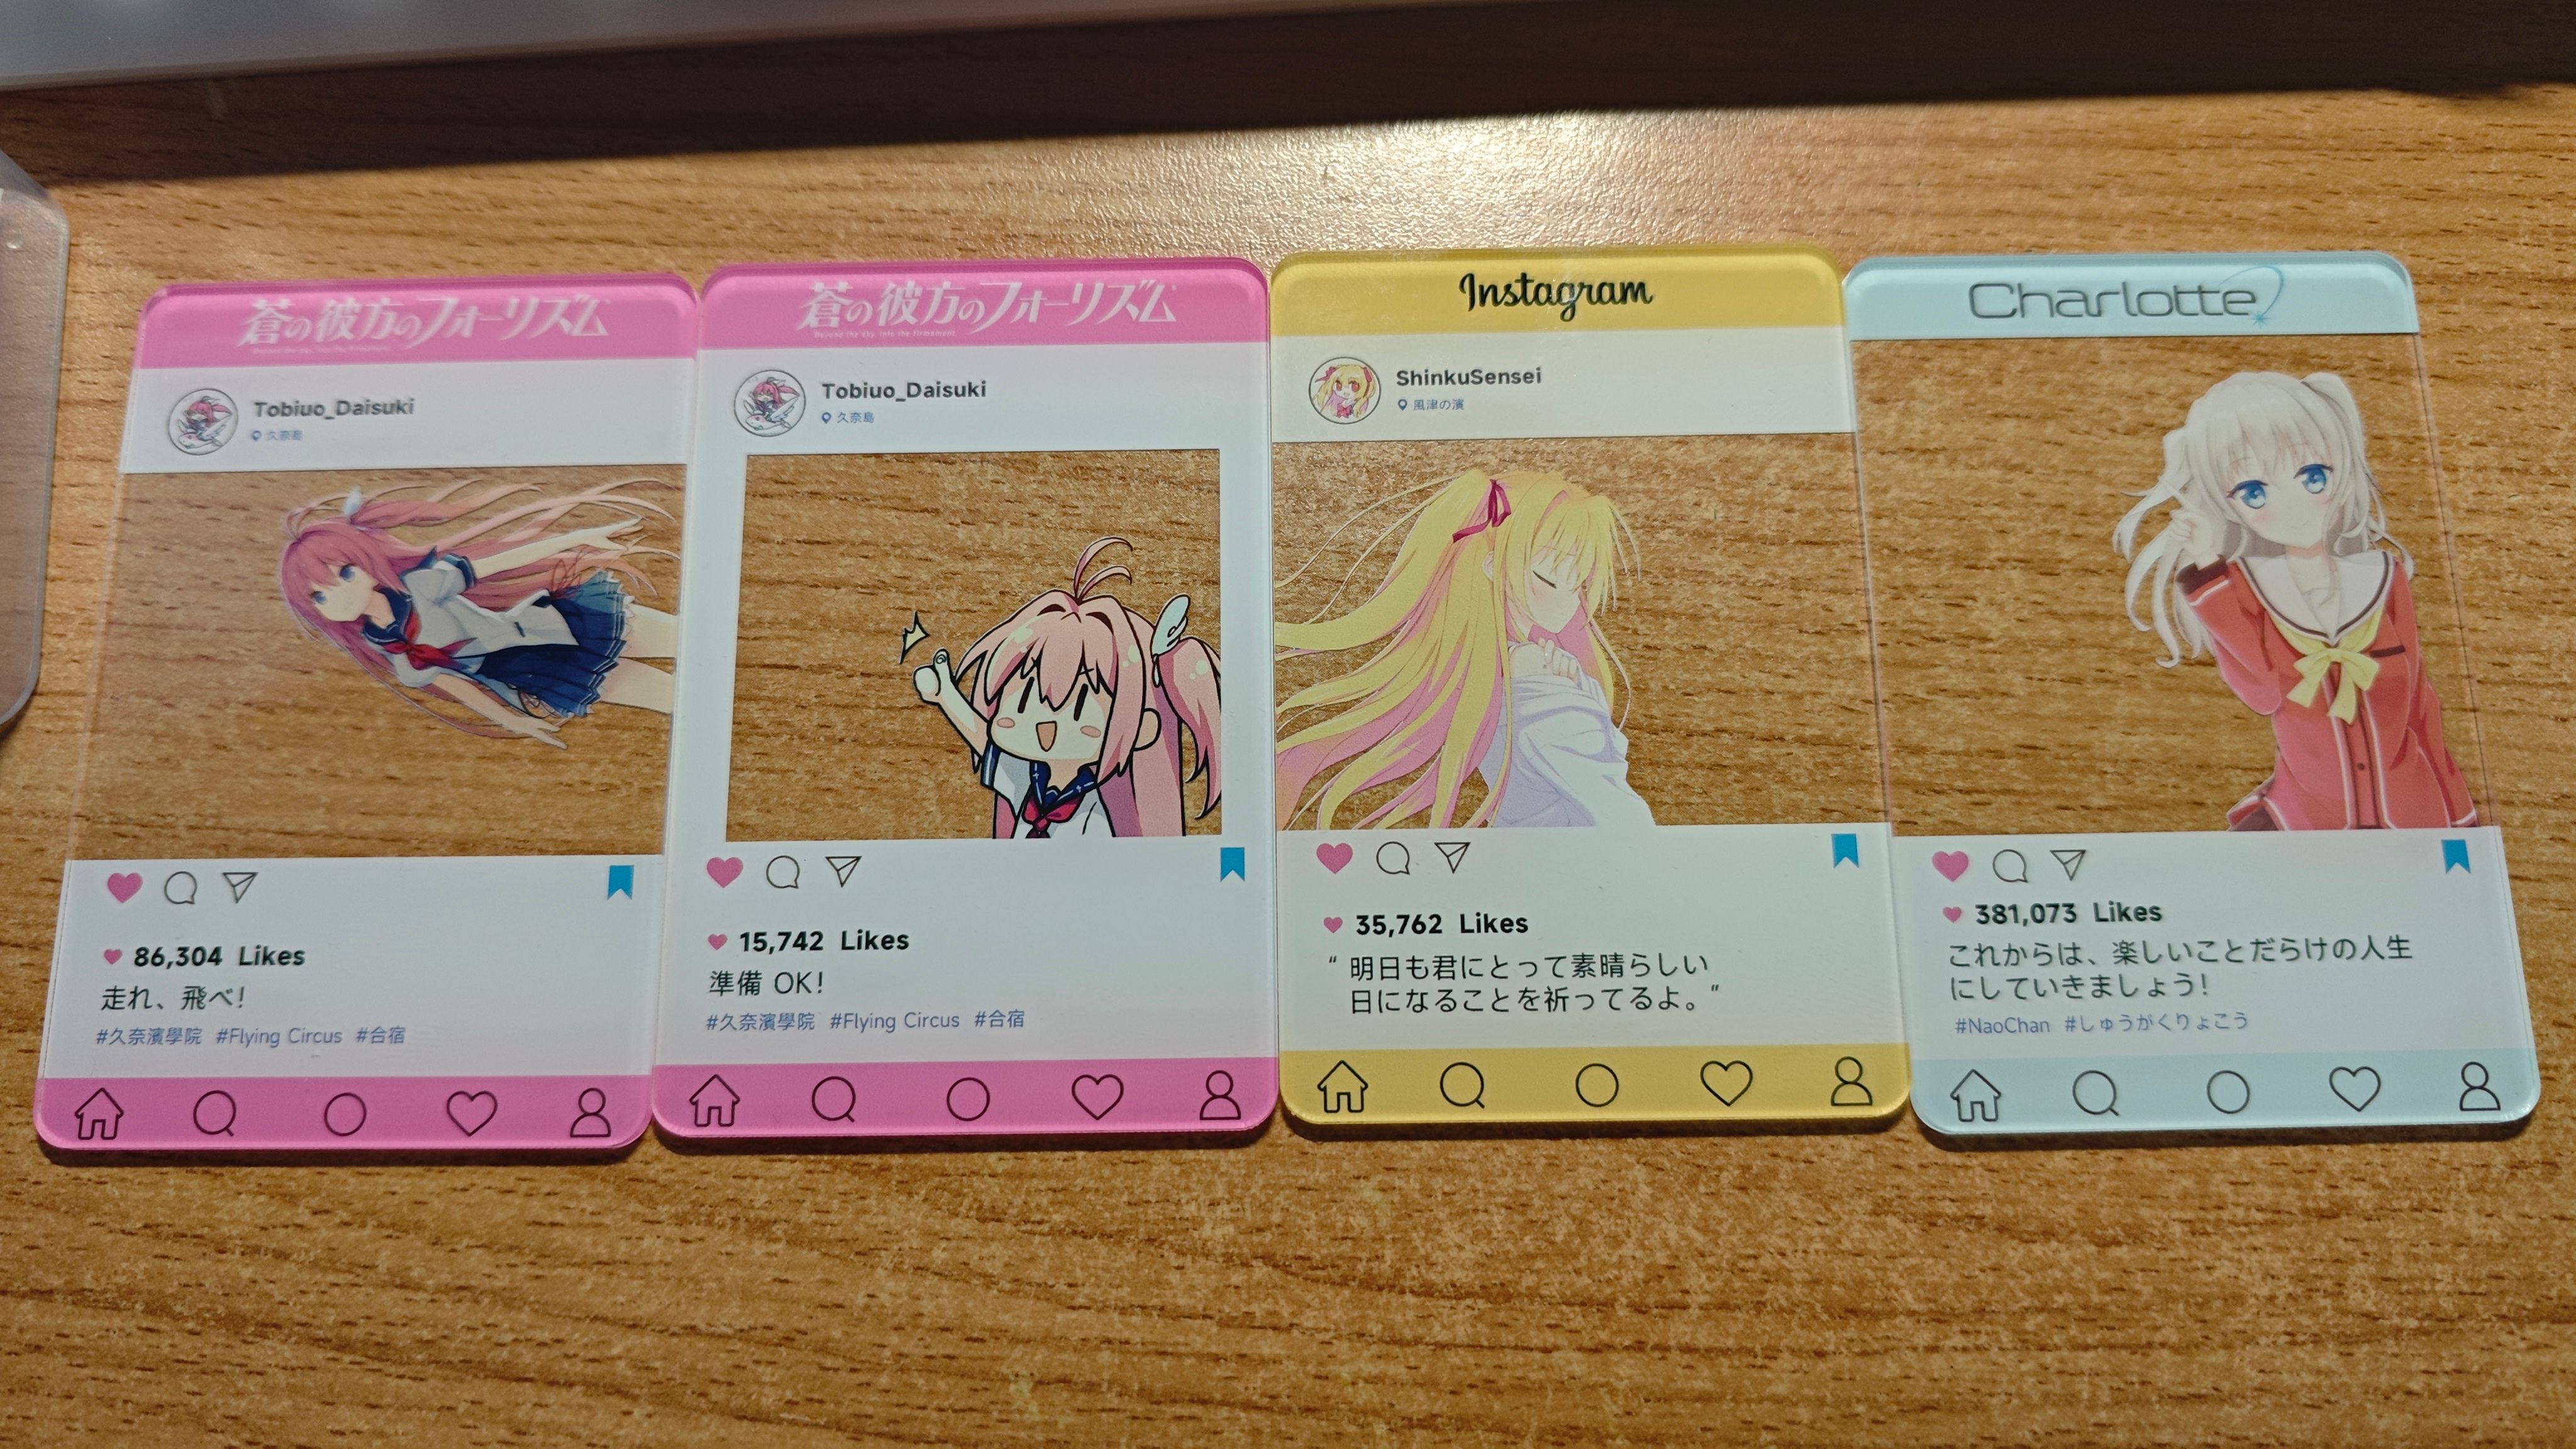 蒼の彼方のフォーリズム
Tobiuo_Daisuki
久奈島
86,304 Likes
走れ、飛べ!
#久奈濱學院 #Flying Circus #合宿
蒼の彼方のフォーリズム
Beyond the sky, into the firmament.
Tobiuo_Daisuki
久奈島
15,742 Likes
準備 OK!
#久奈濱學院 #Flying Circus #合宿
Instagram
ShinkuSensei
風津の濱
35,762 Likes
“ 明日も君にとって素晴らしい
日になることを祈ってるよ。”
Charlotte
381,073 Likes
これからは、楽しいことだらけの人生
にしていきましょう!
#NaoChan #しゅうがくりょこう